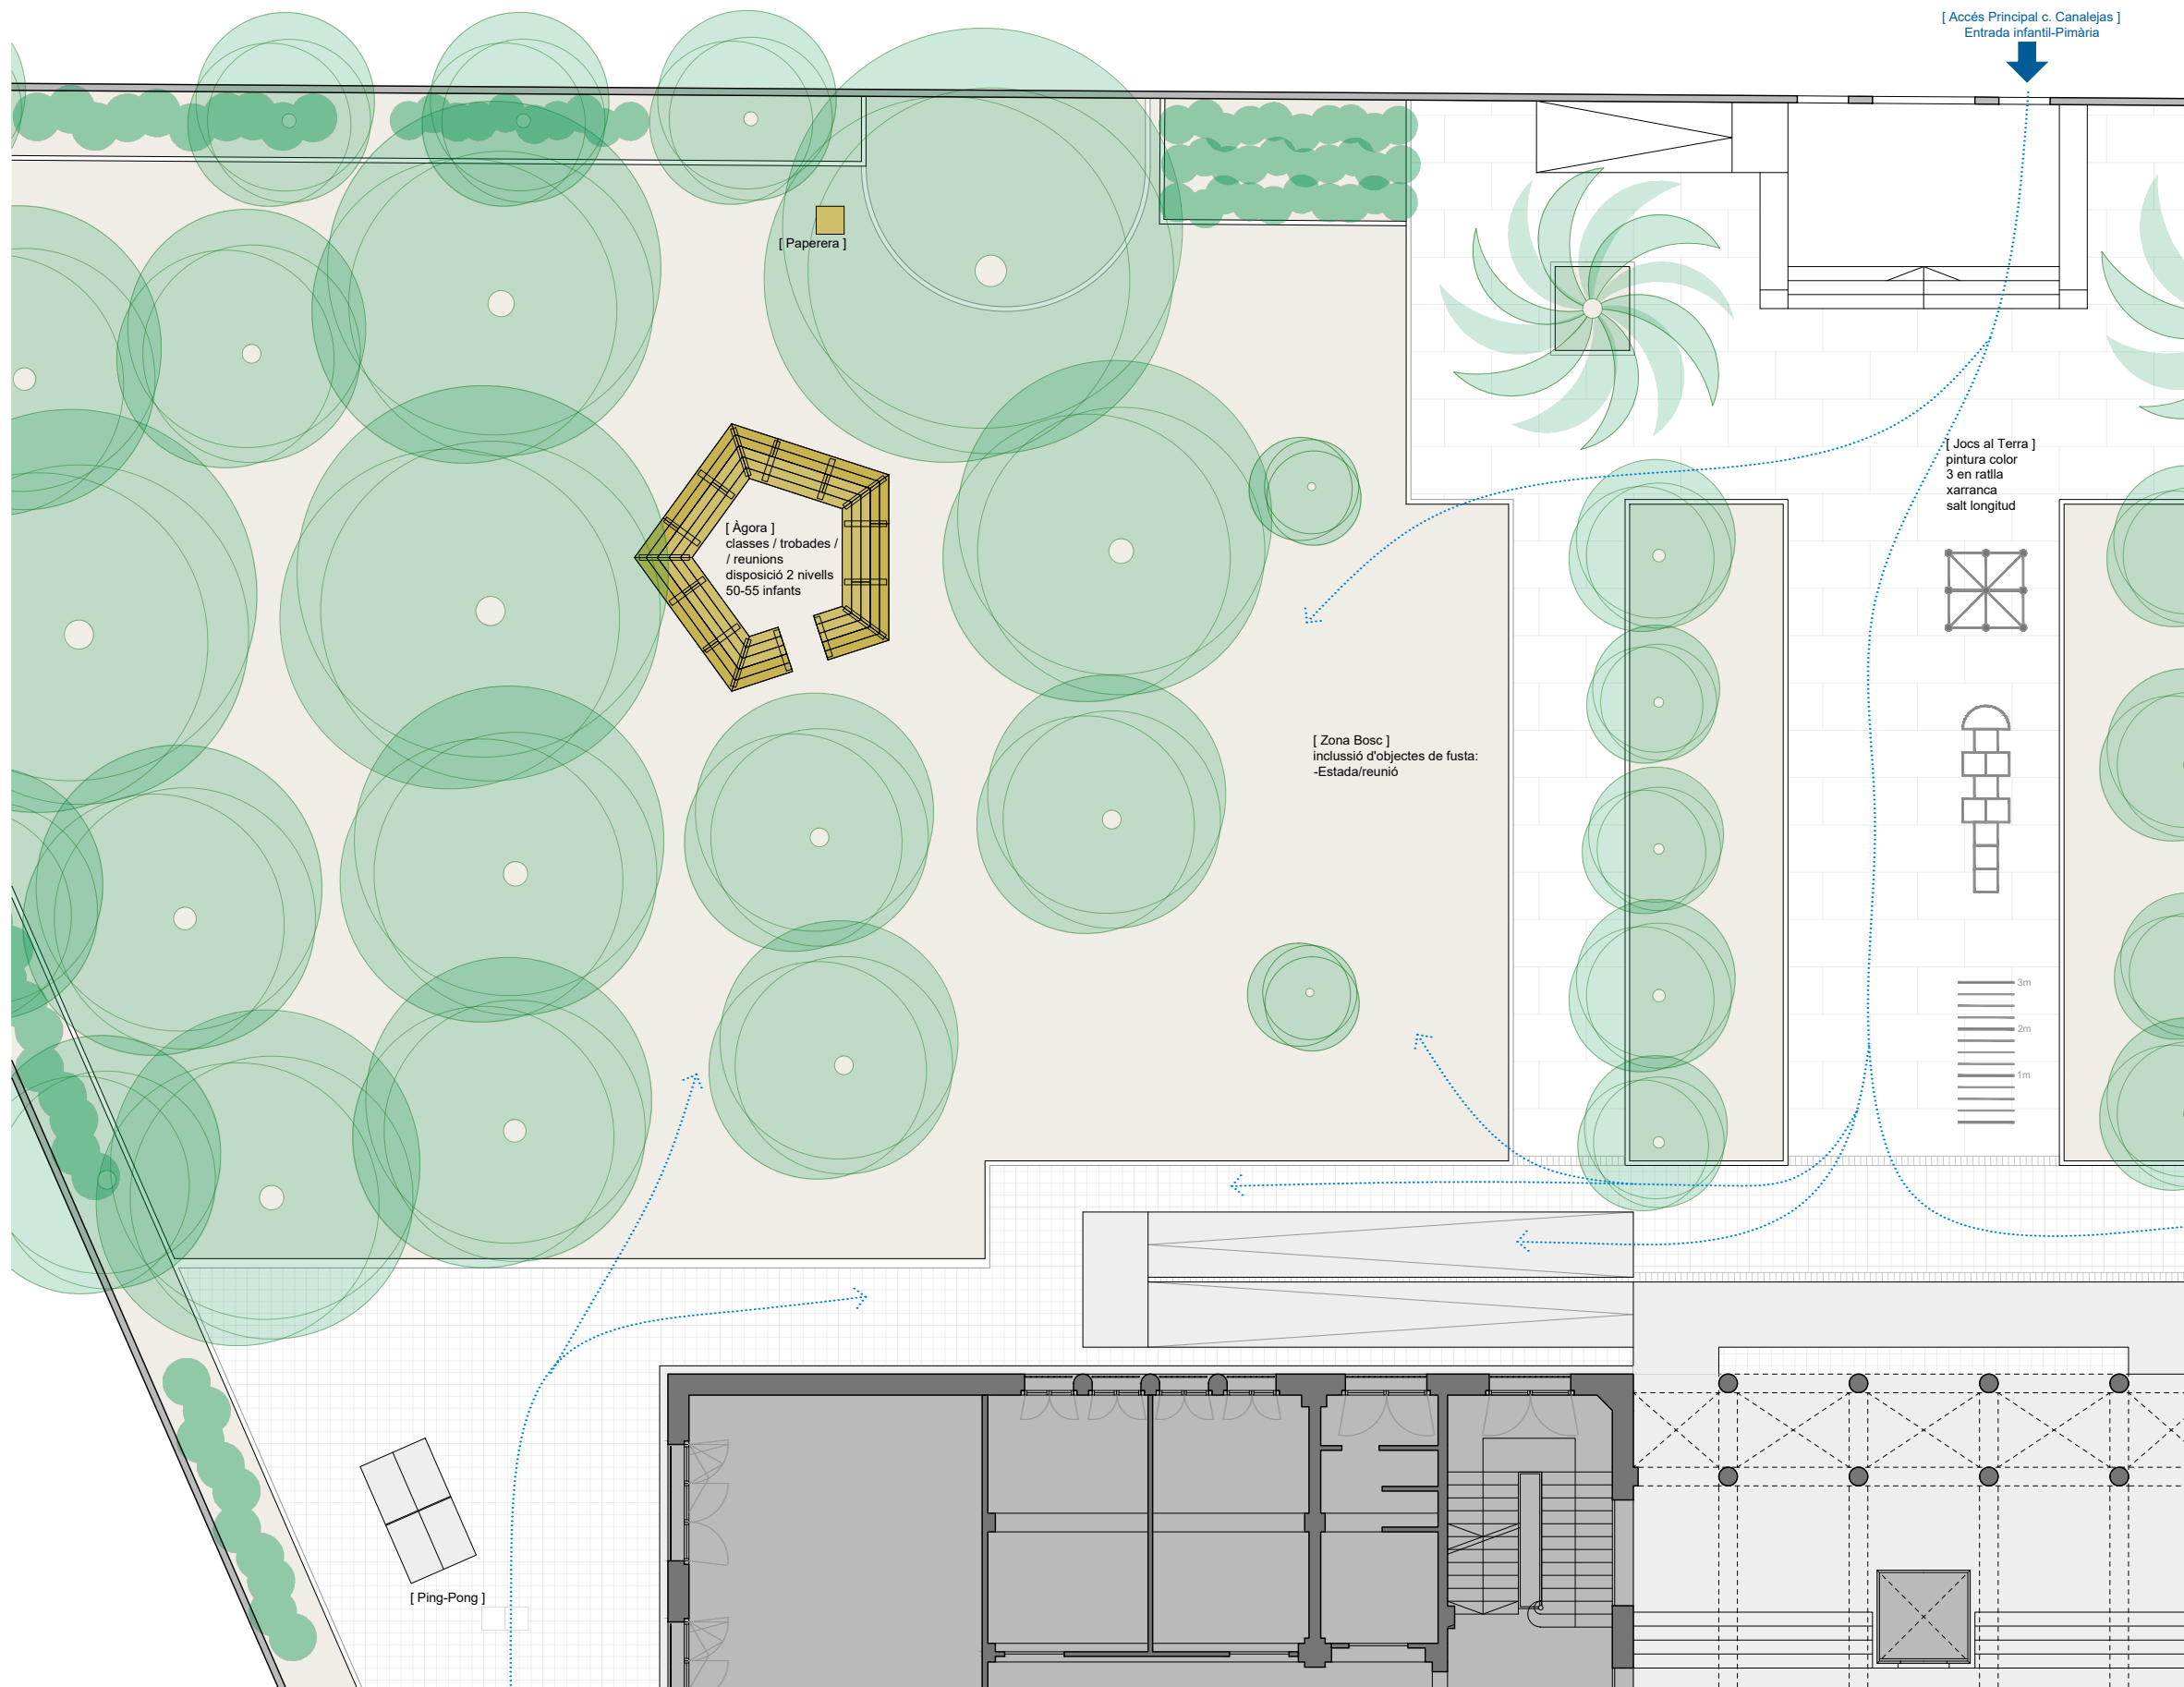 [ Accés Principal c. Canalejas ]
Entrada infantil-Pimària
[ Paperera ]
[ Jocs al Terra ]
pintura color
3 en ratlla
xarranca
salt longitud
[ Àgora ]
classes / trobades /
/ reunions
disposició 2 nivells
50-55 infants
[ Zona Bosc ]
inclussió d'objectes de fusta:
-Estada/reunió
3m
2m
1m
[ Ping-Pong ]